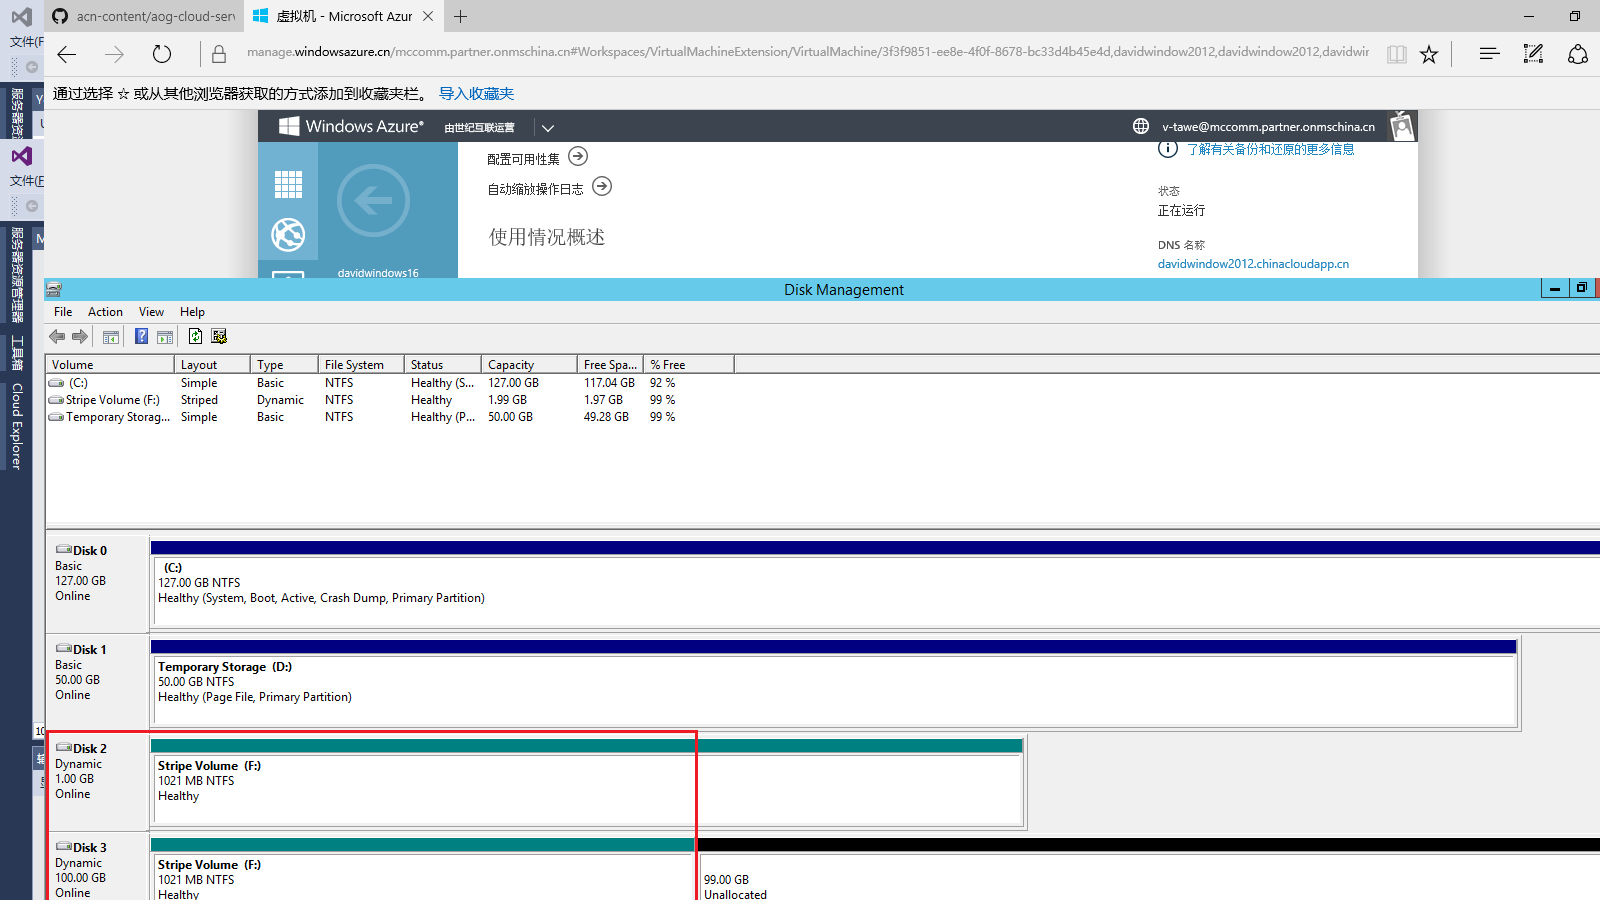 acn-content/aog-cloud-serv
虚拟机 - Microsoft Azur
文件(F
manage.windowsazure.cn/mccomm.partner.onmschina.cn#Workspaces/VirtualMachineExtension/VirtualMachine/3f3f9851-ee8e-4f0f-8678-bc33d4b45e4d,davidwindow2012,davidwindow2012,davidwir
通过选择 ☆ 或从其他浏览器获取的方式添加到收藏夹栏。 导入收藏夹
服务器资
Windows Azure®
由世纪互联运营
v-tawe@mccomm.partner.onmschina.cn
配置可用性集
了解有关备份和还原的更多信息
文件(F
自动缩放操作日志
状态
正在运行
使用情况概述
DNS 名称
davidwindow2012.chinacloudapp.cn
davidwindows16
服务器资源管理器
工具箱
Cloud Explorer
Disk Management
File Action View Help
Volume Layout Type File System Status Capacity Free Spa... % Free
(C:) Simple Basic NTFS Healthy (S... 127.00 GB 117.04 GB 92 %
Stripe Volume (F:) Striped Dynamic NTFS Healthy 1.99 GB 1.97 GB 99 %
Temporary Storag... Simple Basic NTFS Healthy (P... 50.00 GB 49.28 GB 99 %
Disk 0
Basic
127.00 GB
Online
(C:)
127.00 GB NTFS
Healthy (System, Boot, Active, Crash Dump, Primary Partition)
Disk 1
Basic
50.00 GB
Online
Temporary Storage (D:)
50.00 GB NTFS
Healthy (Page File, Primary Partition)
Disk 2
Dynamic
1.00 GB
Online
Stripe Volume (F:)
1021 MB NTFS
Healthy
Disk 3
Dynamic
100.00 GB
Online
Stripe Volume (F:)
1021 MB NTFS
Healthy
99.00 GB
Unallocated